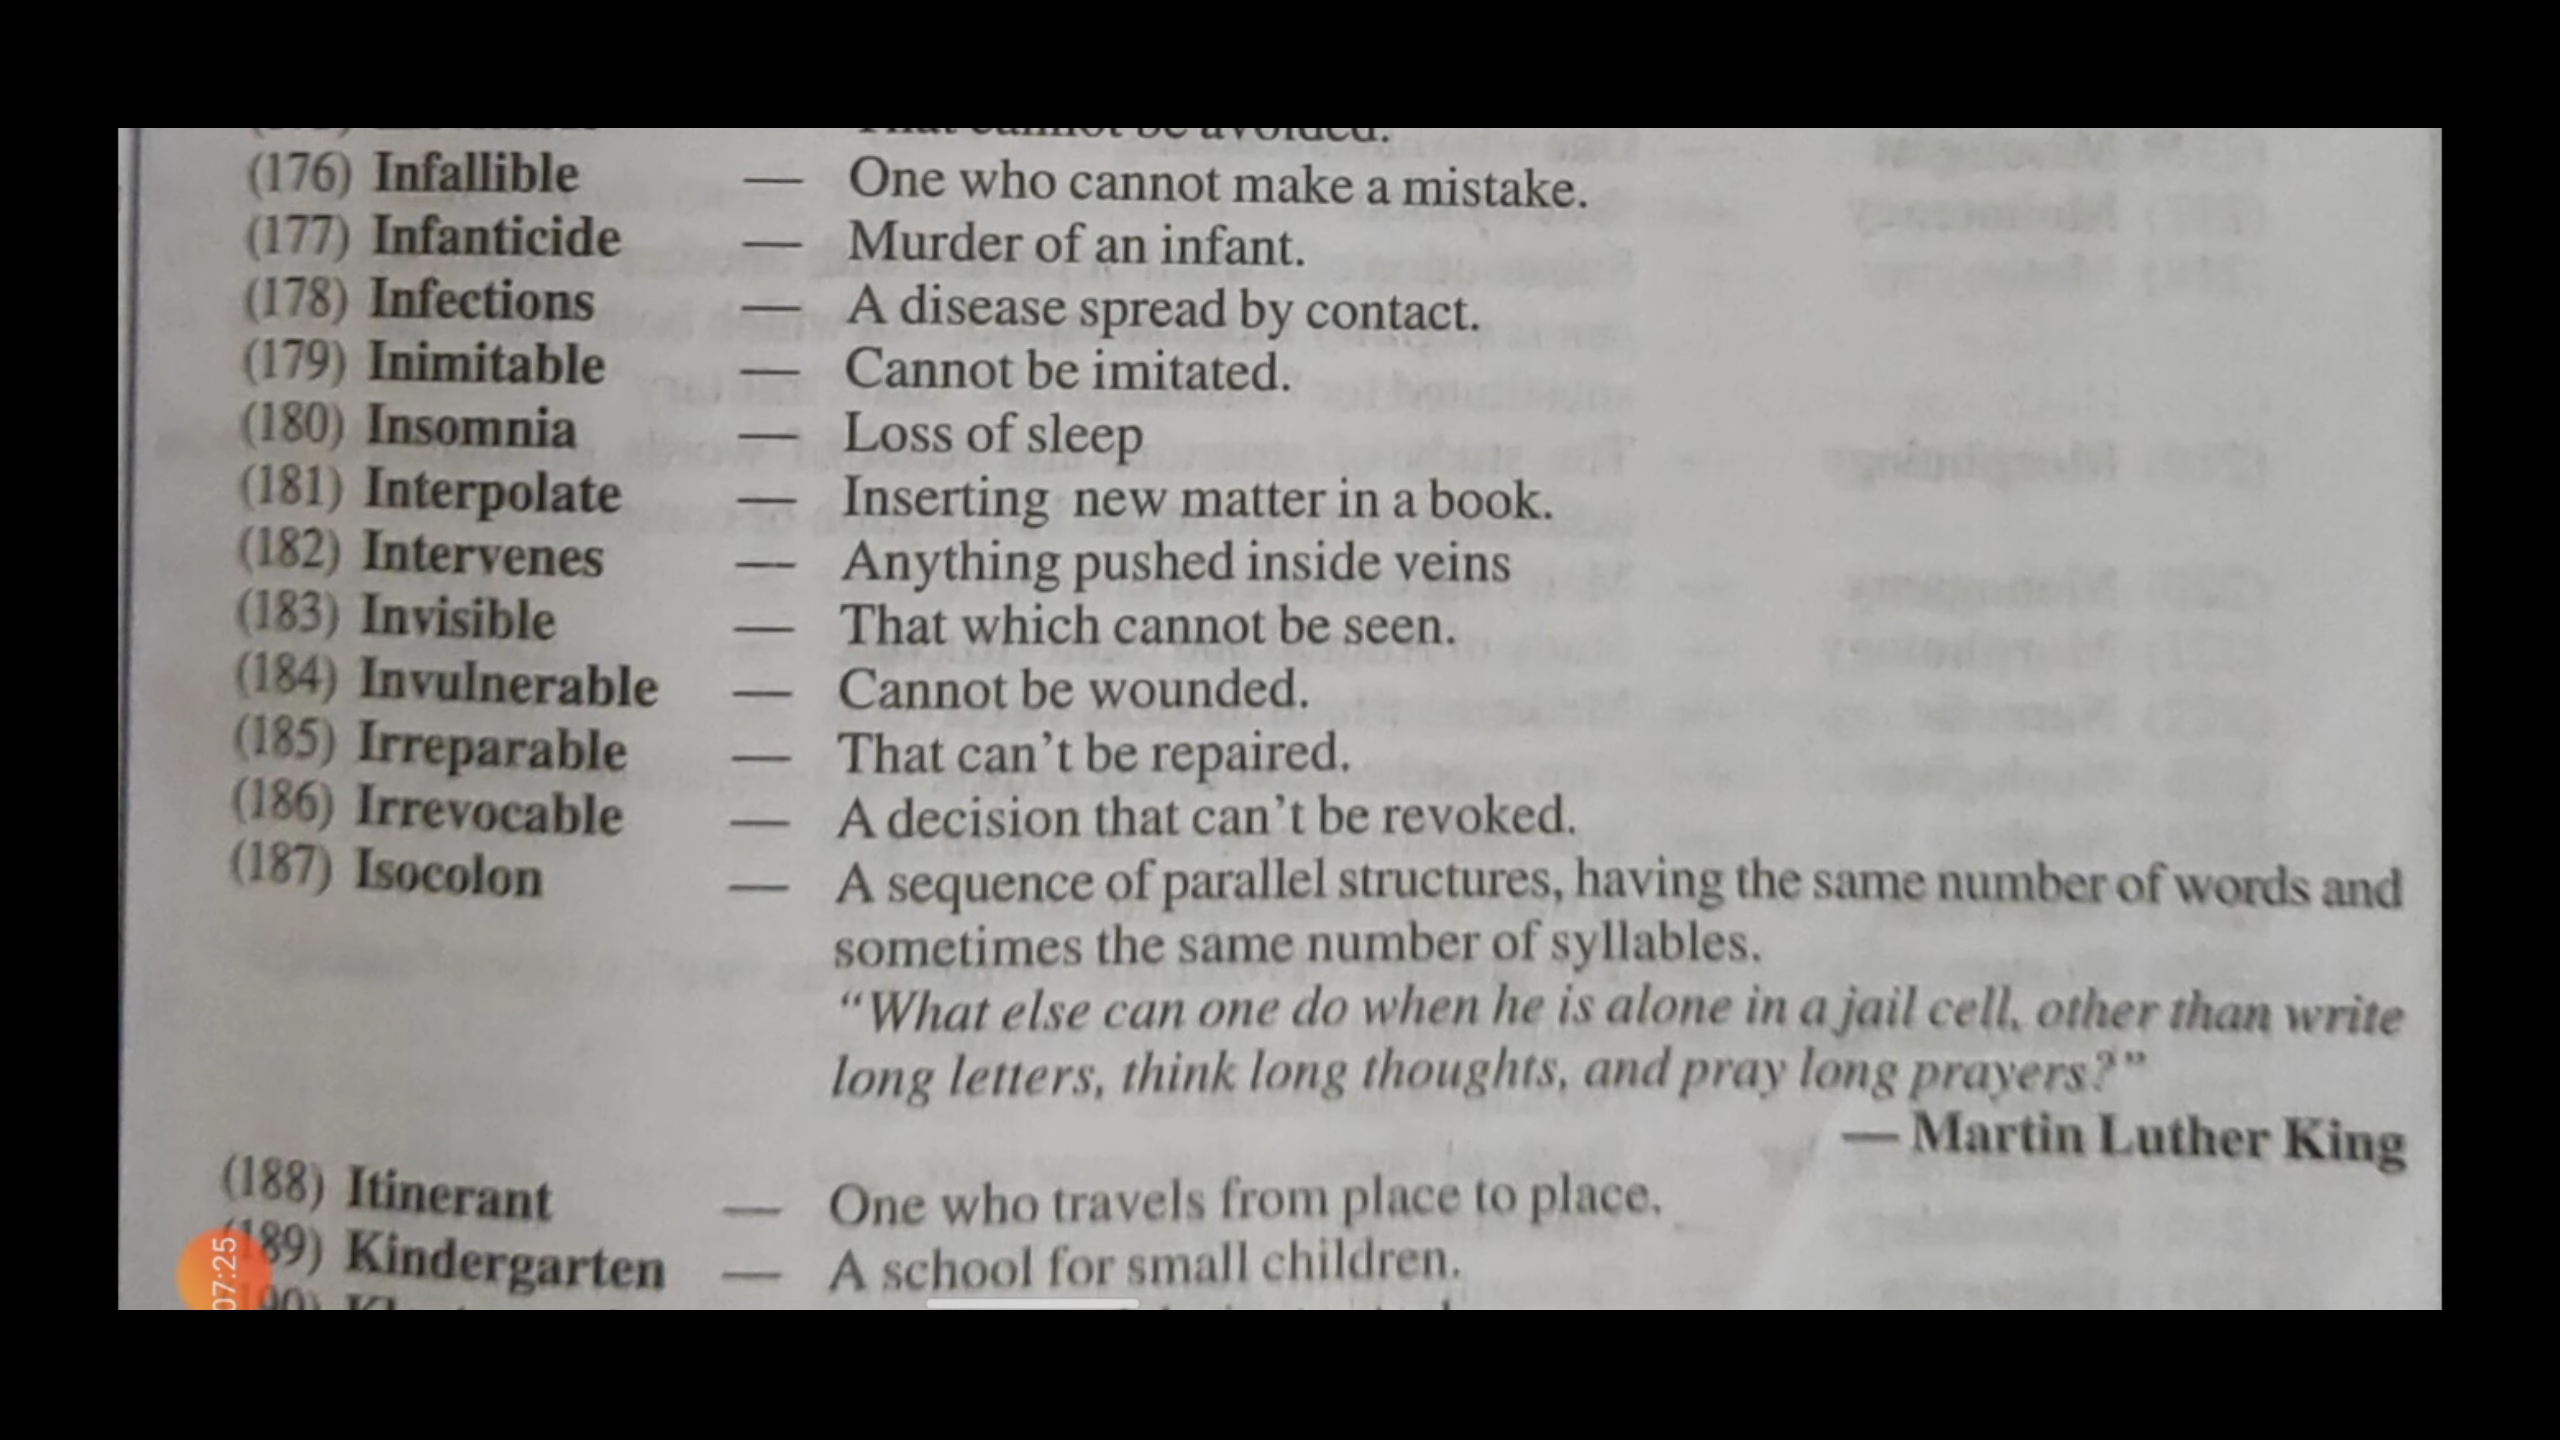 That cannot be avoided.
(176) Infallible — One who cannot make a mistake.
(177) Infanticide — Murder of an infant.
(178) Infections — A disease spread by contact.
(179) Inimitable — Cannot be imitated.
(180) Insomnia — Loss of sleep
(181) Interpolate — Inserting new matter in a book.
(182) Intervenes — Anything pushed inside veins
(183) Invisible — That which cannot be seen.
(184) Invulnerable — Cannot be wounded.
(185) Irreparable — That can't be repaired.
(186) Irrevocable — A decision that can't be revoked.
(187) Isocolon — A sequence of parallel structures, having the same number of words and
sometimes the same number of syllables.
“What else can one do when he is alone in a jail cell, other than write
long letters, think long thoughts, and pray long prayers?”
— Martin Luther King
(188) Itinerant — One who travels from place to place.
(189) Kindergarten — A school for small children.
07:25